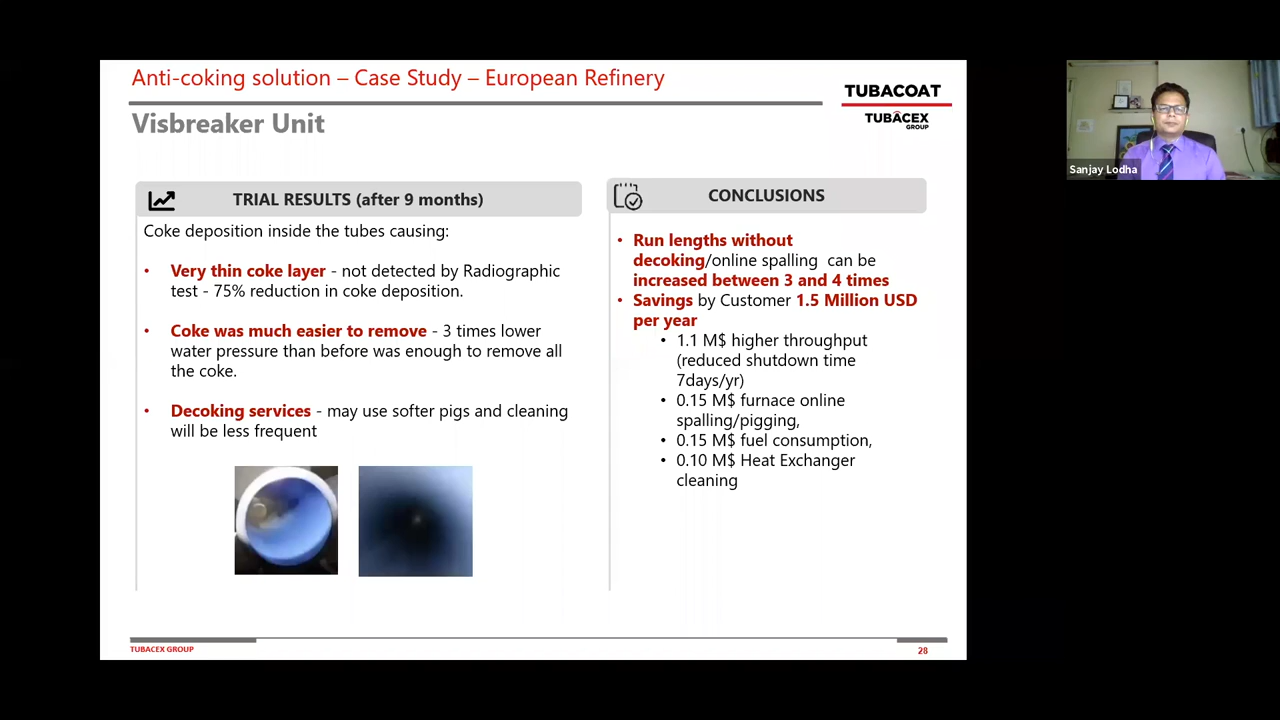 Anti-coking solution – Case Study – European Refinery
TUBACOAT
TUBACEX
GROUP
Visbreaker Unit
TRIAL RESULTS (after 9 months)
Coke deposition inside the tubes causing:
• Very thin coke layer - not detected by Radiographic
test - 75% reduction in coke deposition.
• Coke was much easier to remove - 3 times lower
water pressure than before was enough to remove all
the coke.
• Decoking services - may use softer pigs and cleaning
will be less frequent
CONCLUSIONS
• Run lengths without
decoking/online spalling can be
increased between 3 and 4 times
• Savings by Customer 1.5 Million USD
per year
• 1.1 M$ higher throughput
(reduced shutdown time
7days/yr)
• 0.15 M$ furnace online
spalling/pigging,
• 0.15 M$ fuel consumption,
• 0.10 M$ Heat Exchanger
cleaning
TUBACEX GROUP
28
Sanjay Lodha